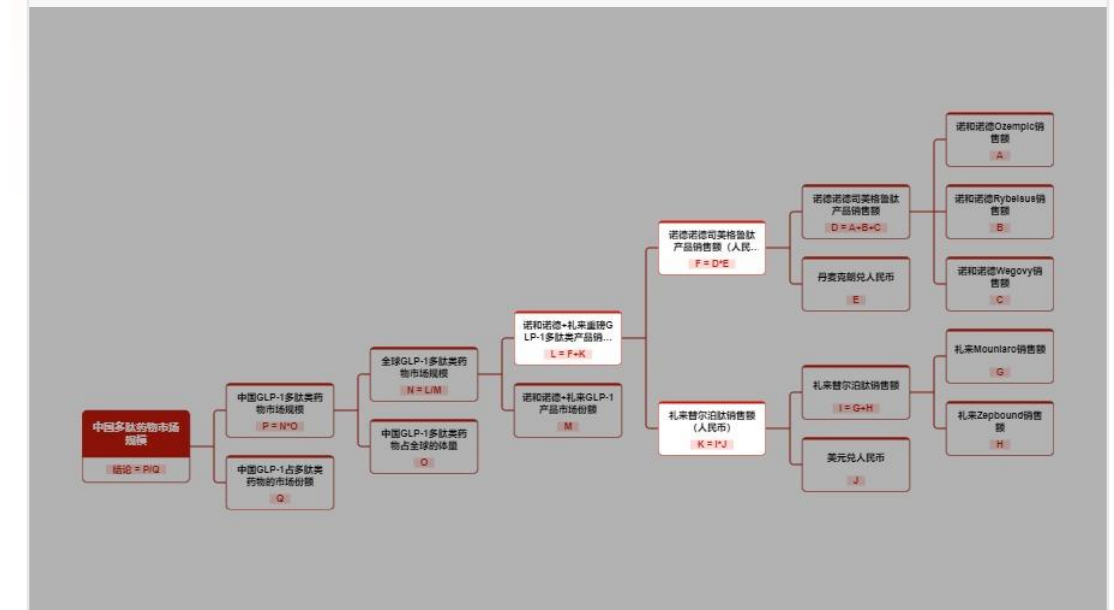 诺和诺德Ozempic销
售额
A
诺德诺德司美格鲁肽
产品销售额
D = A+B+C
诺和诺德Rybelsus销
售额
B
诺德诺德司美格鲁肽
产品销售额（人民...
F = D*E
丹麦克朗兑人民币
E
诺和诺德Wegovy销
售额
C
诺和诺德+礼来重磅G
LP-1多肽类产品销...
L = F+K
礼来Mounlaro销售额
G
全球GLP-1多肽类药
物市场规模
N = L/M
礼来替尔泊肽销售额
I = G+H
中国GLP-1多肽类药
物市场规模
P = N*O
诺和诺德+礼来GLP-1
产品市场份额
M
礼来替尔泊肽销售额
（人民币）
K = I*J
礼来Zepbound销售
额
H
中国多肽药物市场
规模
结论 = P/Q
中国GLP-1多肽类药
物占全球的体量
O
美元兑人民币
J
中国GLP-1占多肽类
药物的市场份额
Q